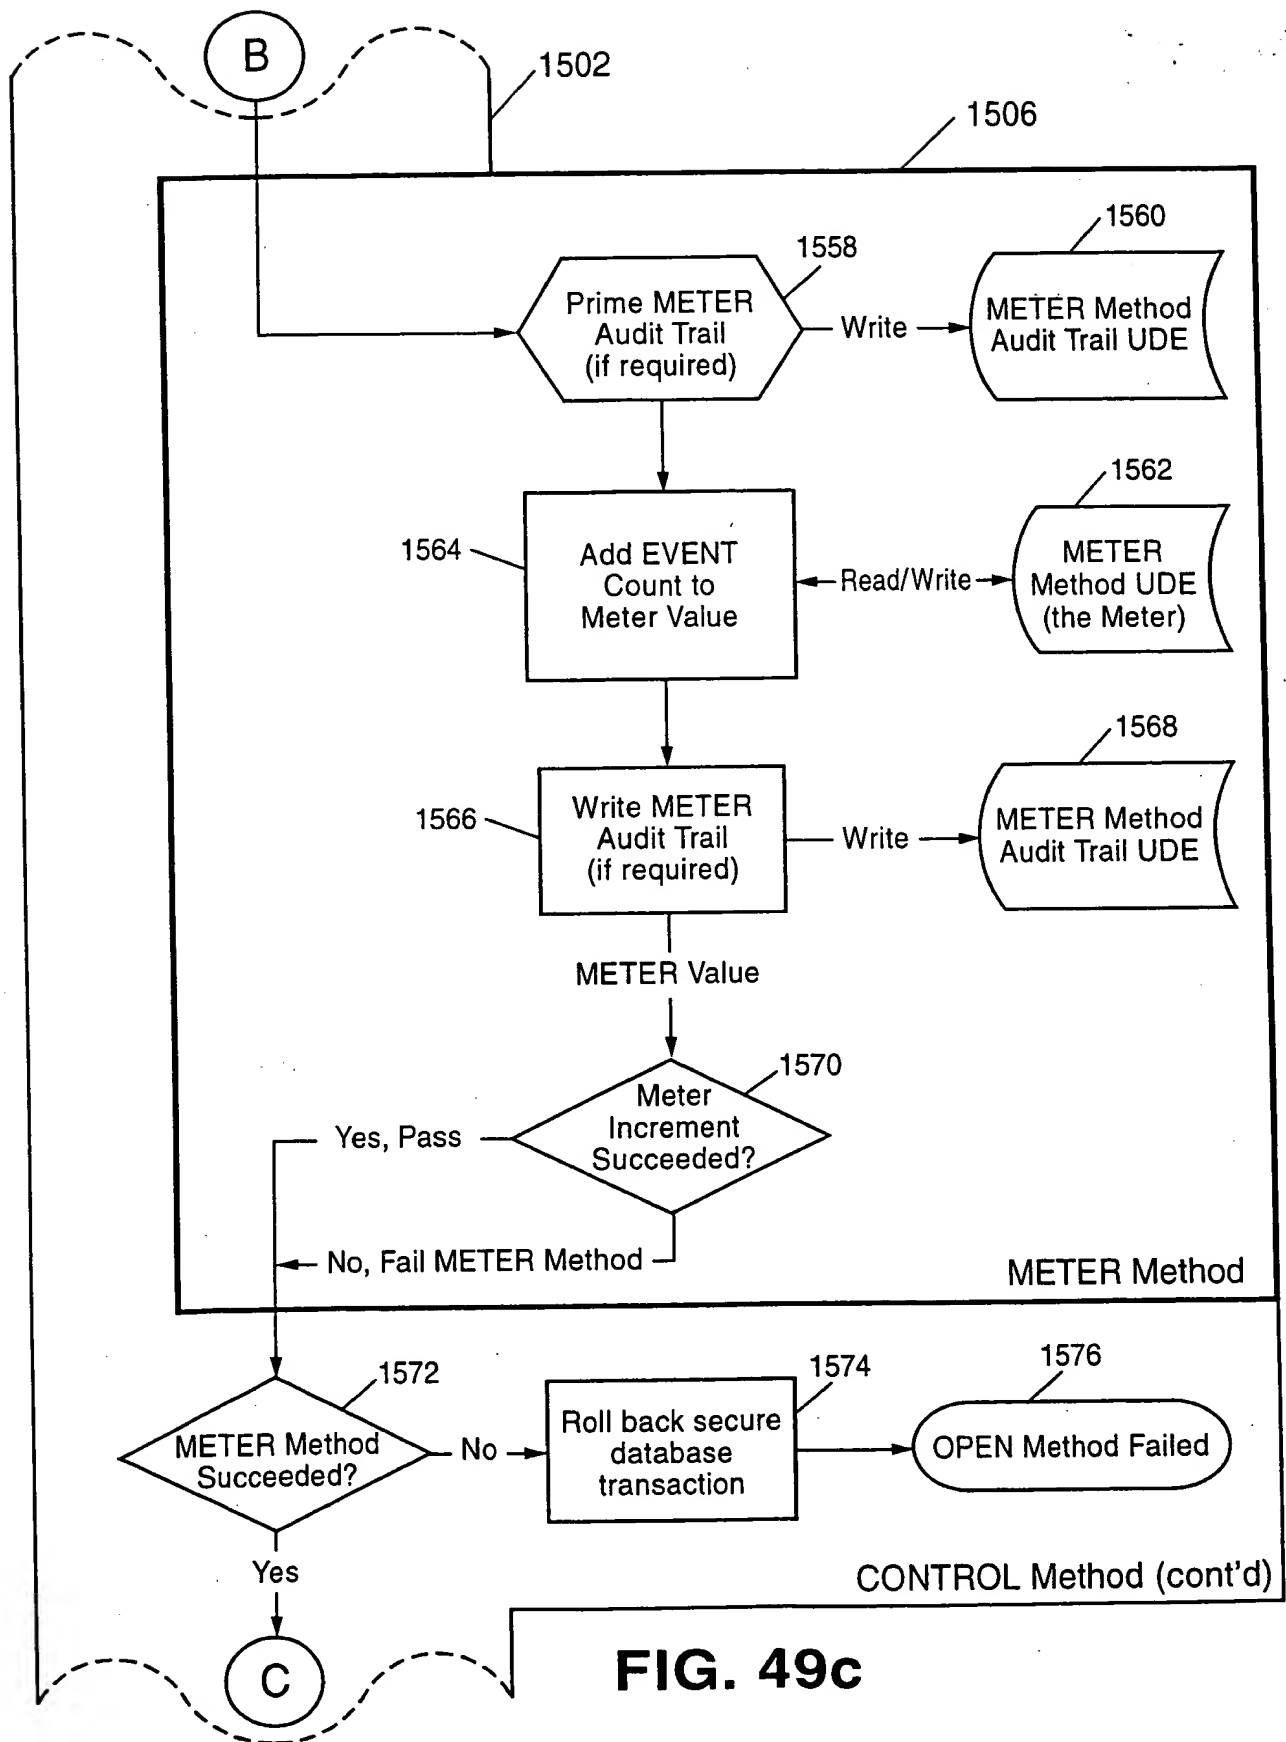 B
1502
1506
1560
1558
Prime METER
Audit Trail
(if required)
Write
METER Method
Audit Trail UDE
1562
1564
Add EVENT
Count to
Meter Value
Read/Write
METER
Method UDE
(the Meter)
1568
1566
Write METER
Audit Trail
(if required)
Write
METER Method
Audit Trail UDE
METER Value
1570
Meter
Increment
Succeeded?
Yes, Pass
No, Fail METER Method
METER Method
1572
METER Method
Succeeded?
No
1574
Roll back secure
database
transaction
1576
OPEN Method Failed
Yes
CONTROL Method (cont'd)
C
FIG. 49c